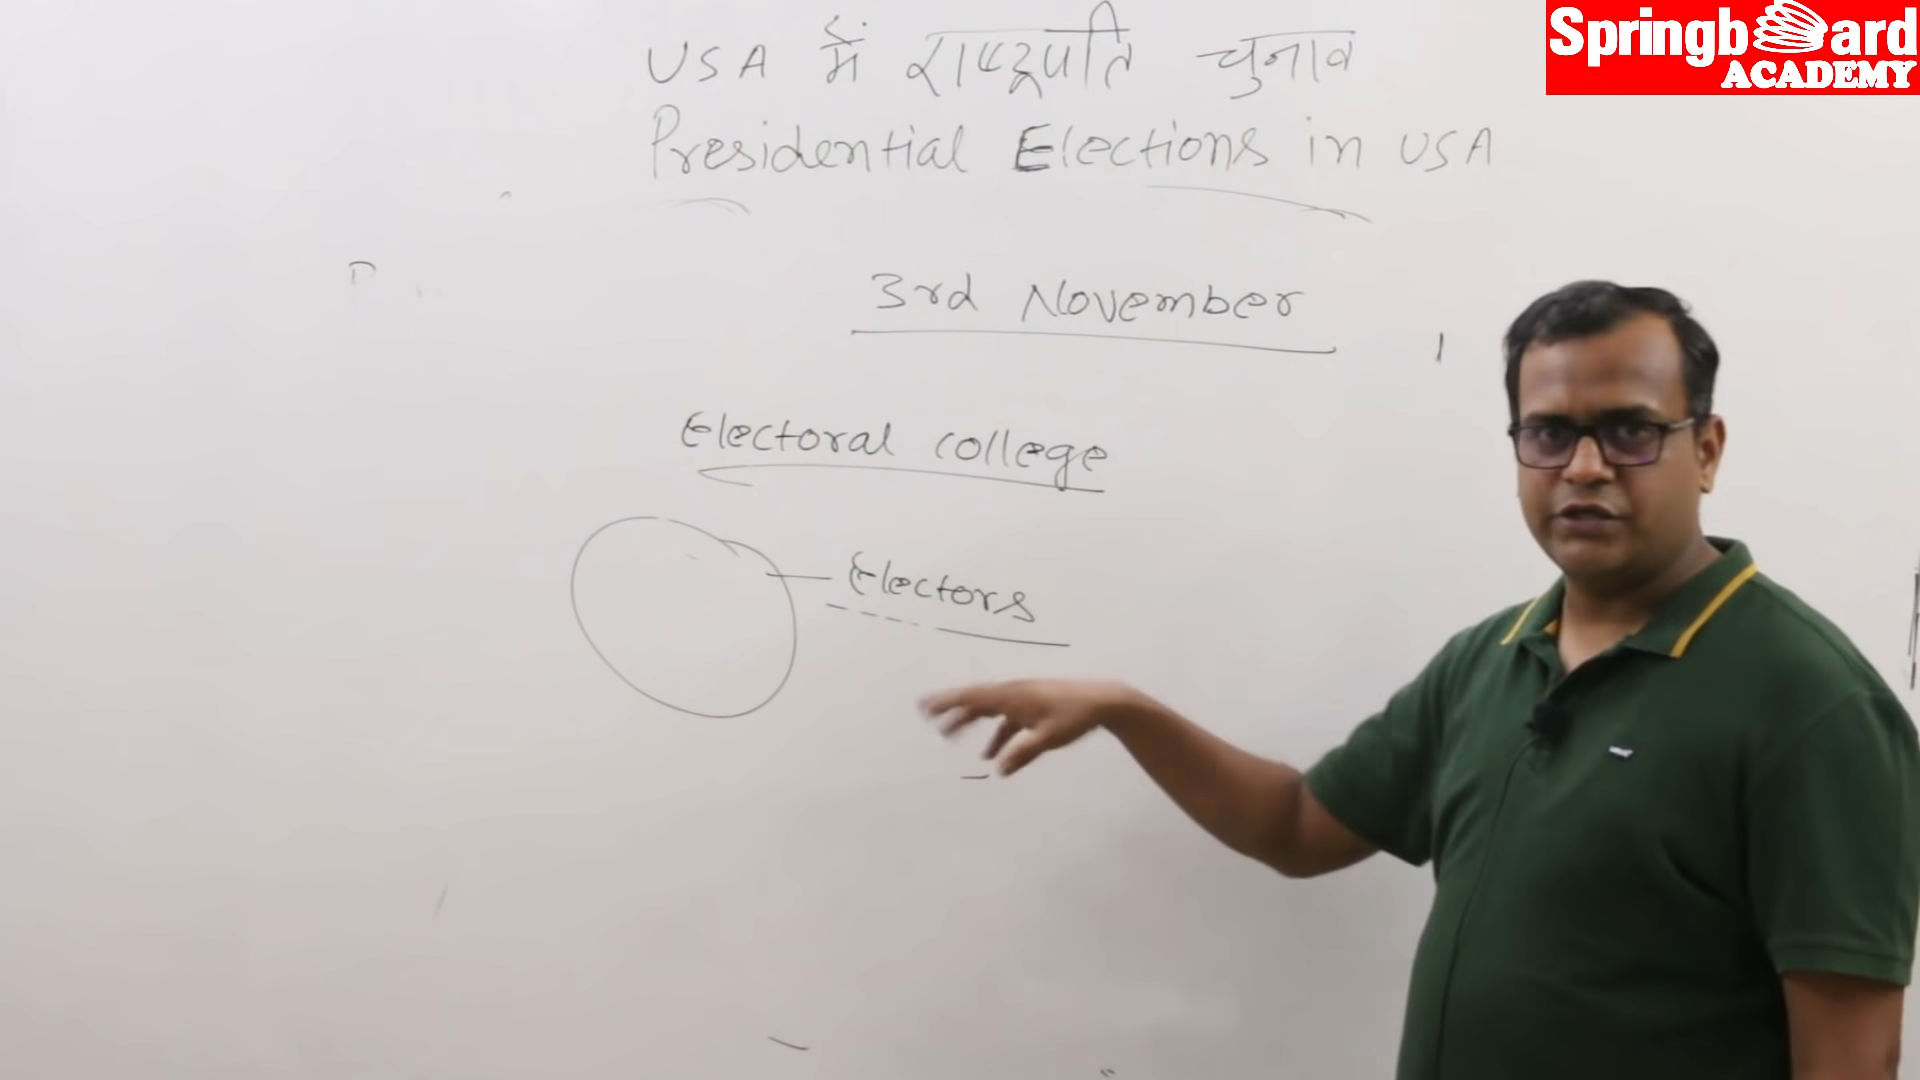 USA में राष्ट्रपति चुनाव
Presidential Elections in USA
3rd November
Electoral college
Electors
Springboard
ACADEMY